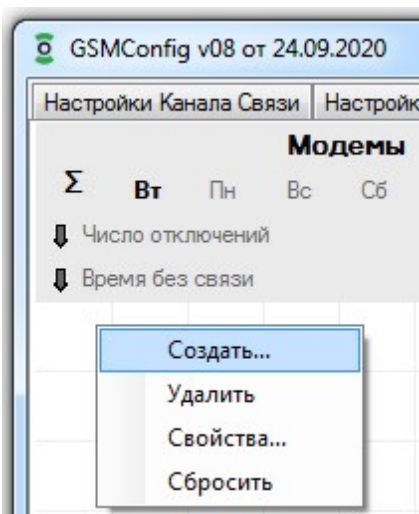 GSMConfig v08 от 24.09.2020
Настройки Канала Связи Настройк
Модемы
Σ Вт Пн Вс Сб
Число отключений
Время без связи
Создать...
Удалить
Свойства...
Сбросить